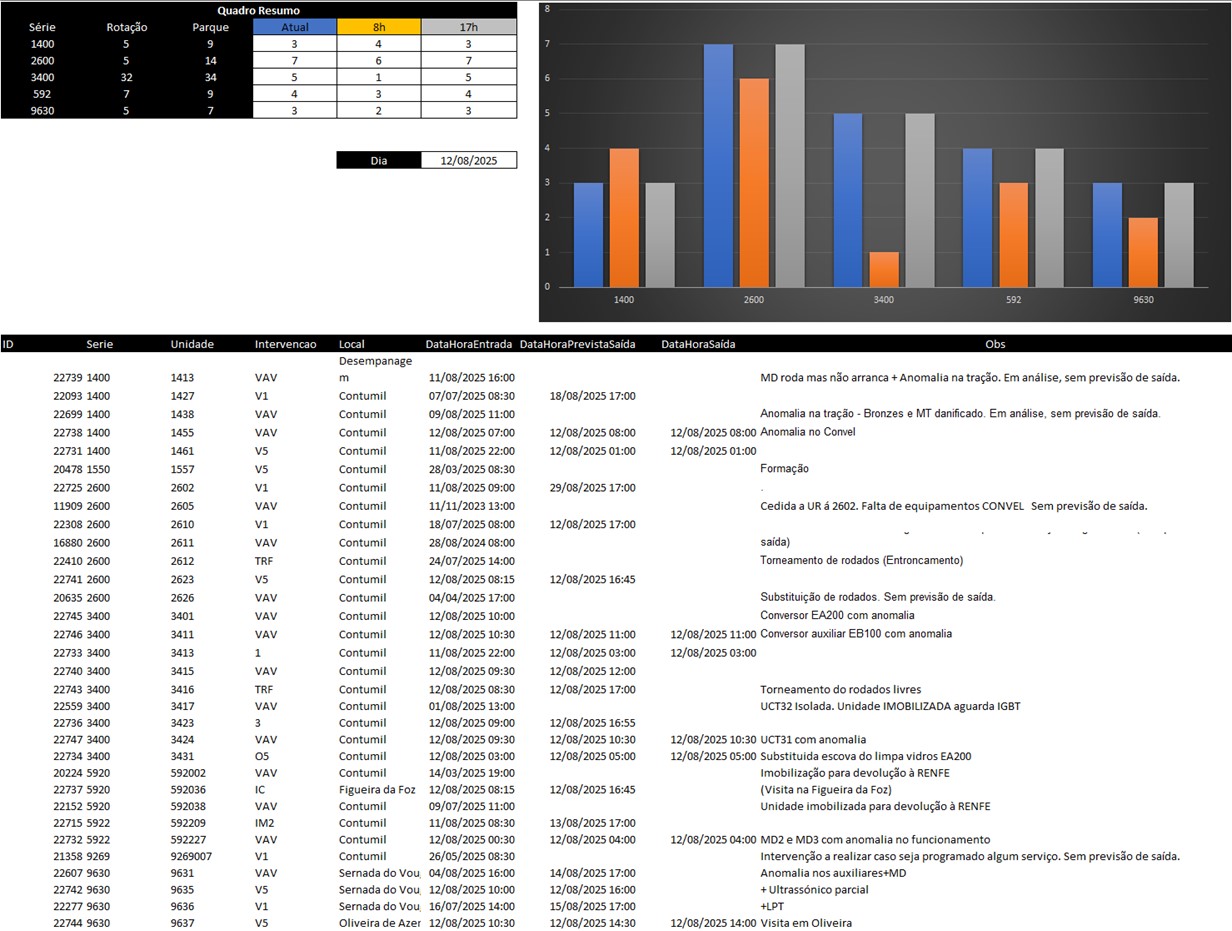 Quadro Resumo
Série Rotação Parque Atual 8h 17h
1400 5 9 3 4 3
2600 5 14 7 6 7
3400 32 34 5 1 5
592 7 9 4 3 4
9630 5 7 3 2 3
Dia 12/08/2025
8
7
6
5
4
3
2
1
0
1400 2600 3400 592 9630
ID Serie Unidade Intervencao Local DataHoraEntrada DataHoraPrevistaSaída DataHoraSaída Obs
Desempanage
22739 1400 1413 VAV m 11/08/2025 16:00 MD roda mas não arranca + Anomalia na tração. Em análise, sem previsão de saída.
22093 1400 1427 V1 Contumil 07/07/2025 08:30 18/08/2025 17:00
22699 1400 1438 VAV Contumil 09/08/2025 11:00 Anomalia na tração - Bronzes e MT danificado. Em análise, sem previsão de saída.
22738 1400 1455 VAV Contumil 12/08/2025 07:00 12/08/2025 08:00 12/08/2025 08:00 Anomalia no Convel
22731 1400 1461 V5 Contumil 11/08/2025 22:00 12/08/2025 01:00 12/08/2025 01:00
20478 1550 1557 V5 Contumil 28/03/2025 08:30 Formação
22725 2600 2602 V1 Contumil 11/08/2025 09:00 29/08/2025 17:00 .
11909 2600 2605 VAV Contumil 11/11/2023 13:00 Cedida a UR á 2602. Falta de equipamentos CONVEL Sem previsão de saída.
22308 2600 2610 V1 Contumil 18/07/2025 08:00 12/08/2025 17:00
16880 2600 2611 VAV Contumil 28/08/2024 08:00 saída)
22410 2600 2612 TRF Contumil 24/07/2025 14:00 Torneamento de rodados (Entroncamento)
22741 2600 2623 V5 Contumil 12/08/2025 08:15 12/08/2025 16:45
20635 2600 2626 VAV Contumil 04/04/2025 17:00 Substituição de rodados. Sem previsão de saída.
22745 3400 3401 VAV Contumil 12/08/2025 10:00 Conversor EA200 com anomalia
22746 3400 3411 VAV Contumil 12/08/2025 10:30 12/08/2025 11:00 12/08/2025 11:00 Conversor auxiliar EB100 com anomalia
22733 3400 3413 1 Contumil 11/08/2025 22:00 12/08/2025 03:00 12/08/2025 03:00
22740 3400 3415 VAV Contumil 12/08/2025 09:30 12/08/2025 12:00
22743 3400 3416 TRF Contumil 12/08/2025 08:30 12/08/2025 17:00 Torneamento do rodados livres
22559 3400 3417 VAV Contumil 01/08/2025 13:00 UCT32 Isolada. Unidade IMOBILIZADA aguarda IGBT
22736 3400 3423 3 Contumil 12/08/2025 09:00 12/08/2025 16:55
22747 3400 3424 VAV Contumil 12/08/2025 09:30 12/08/2025 10:30 12/08/2025 10:30 UCT31 com anomalia
22734 3400 3431 O5 Contumil 12/08/2025 03:00 12/08/2025 05:00 12/08/2025 05:00 Substituida escova do limpa vidros EA200
20224 5920 592002 VAV Contumil 14/03/2025 19:00 Imobilização para devolução à RENFE
22737 5920 592036 IC Figueira da Foz 12/08/2025 08:15 12/08/2025 16:45 (Visita na Figueira da Foz)
22152 5920 592038 VAV Contumil 09/07/2025 11:00 Unidade imobilizada para devolução à RENFE
22715 5922 592209 IM2 Contumil 11/08/2025 08:30 13/08/2025 17:00
22732 5922 592227 VAV Contumil 12/08/2025 00:30 12/08/2025 04:00 12/08/2025 04:00 MD2 e MD3 com anomalia no funcionamento
21358 9269 9269007 V1 Contumil 26/05/2025 08:30 Intervenção a realizar caso seja programado algum serviço. Sem previsão de saída.
22607 9630 9631 VAV Sernada do Vou 04/08/2025 16:00 14/08/2025 17:00 Anomalia nos auxiliares+MD
22742 9630 9635 V5 Sernada do Vou 12/08/2025 10:00 12/08/2025 16:00 + Ultrassónico parcial
22277 9630 9636 V1 Sernada do Vou 16/07/2025 14:00 15/08/2025 17:00 +LPT
22744 9630 9637 V5 Oliveira de Azer 12/08/2025 10:30 12/08/2025 14:30 12/08/2025 14:00 Visita em Oliveira